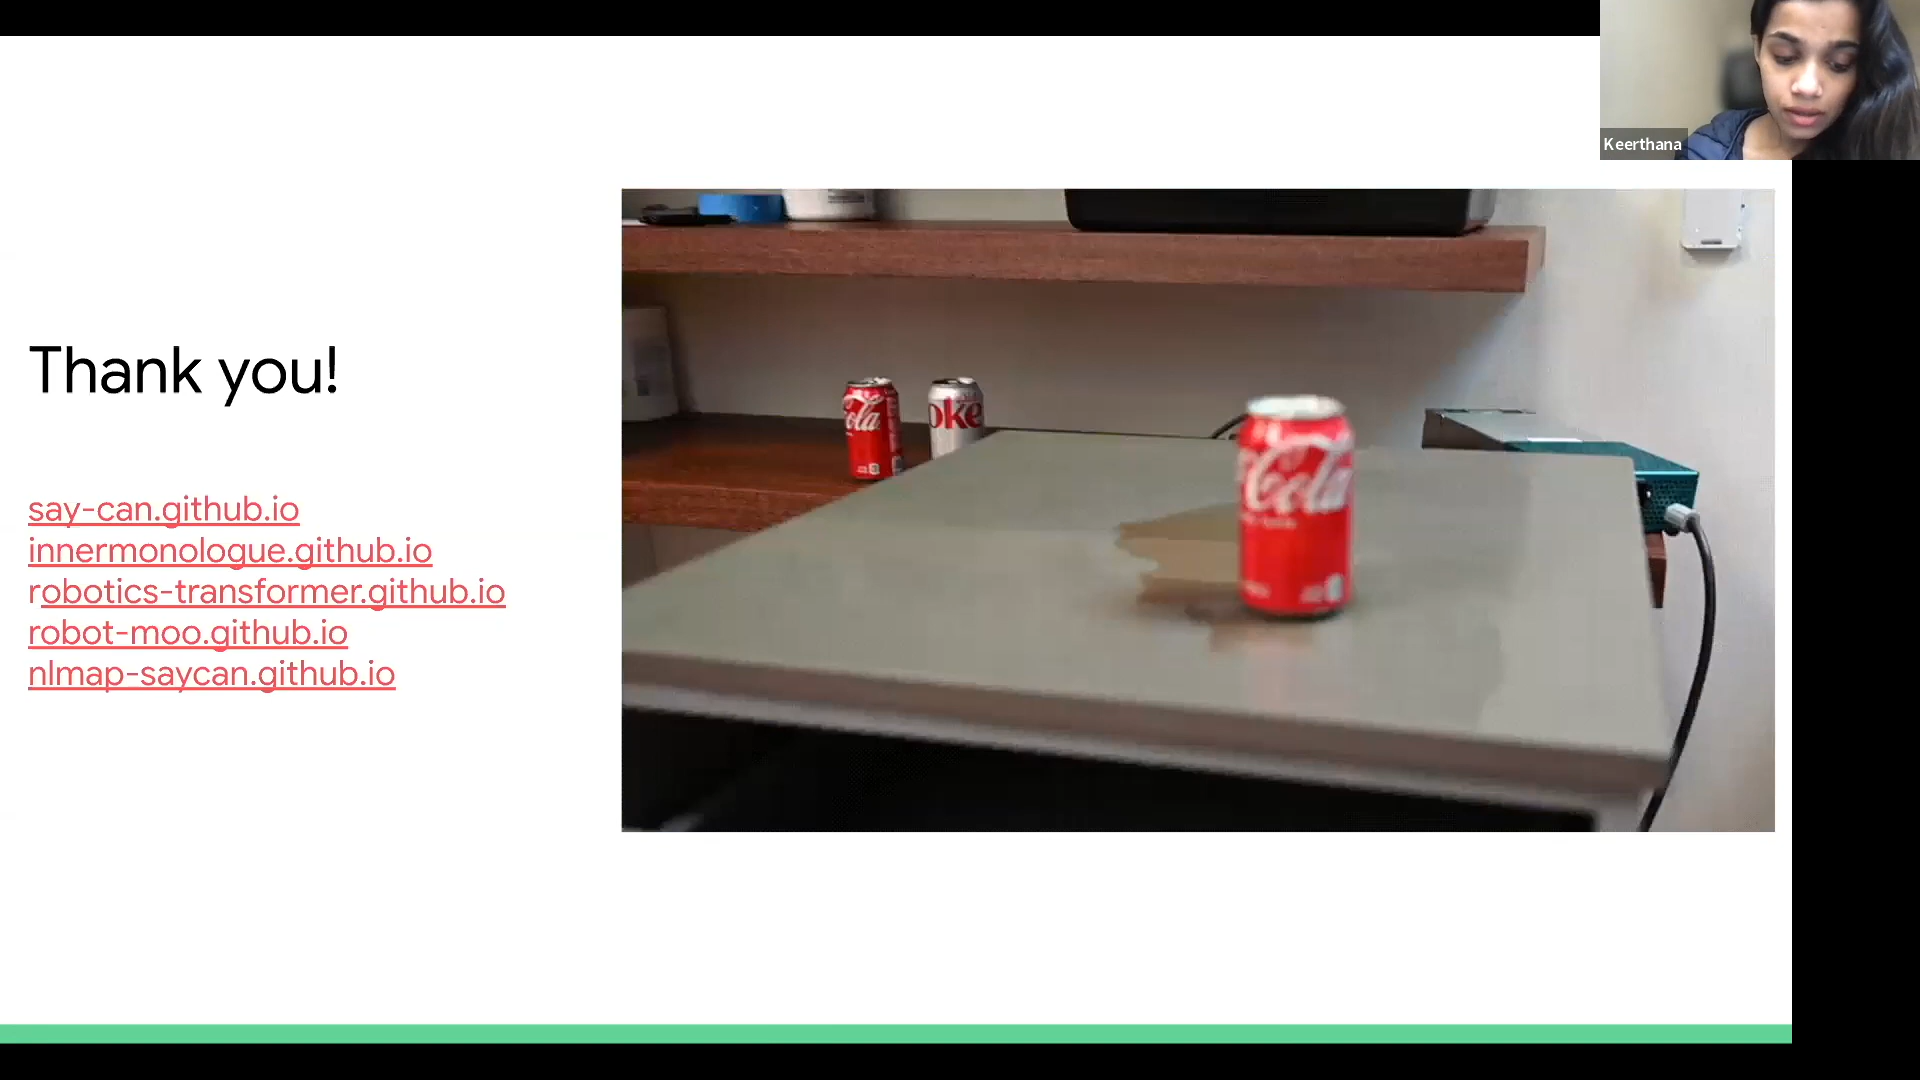 Keerthana
Thank you!
say-can.github.io
innermonologue.github.io
robotics-transformer.github.io
robot-moo.github.io
nlmap-saycan.github.io
Cola
oke
Cola